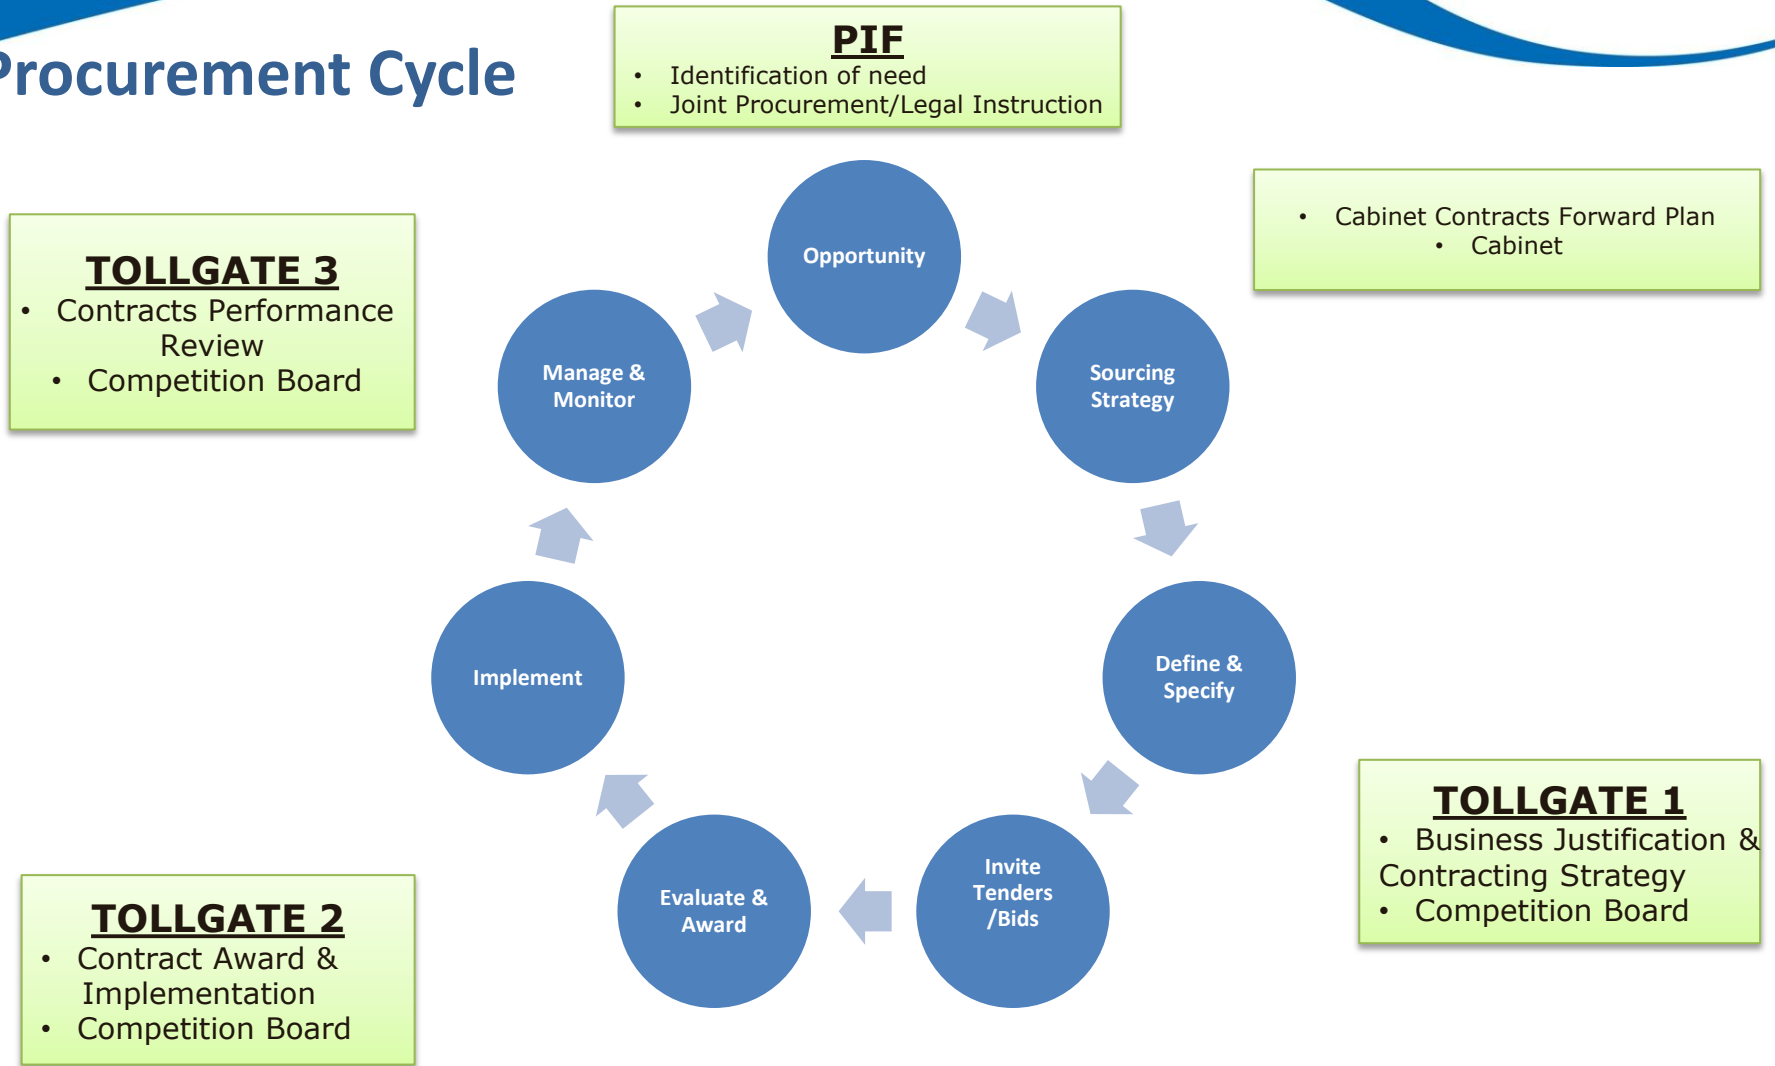 Procurement Cycle
PIF
• Identification of need
• Joint Procurement/Legal Instruction
• Cabinet Contracts Forward Plan
• Cabinet
TOLLGATE 3
• Contracts Performance
Review
• Competition Board
Opportunity
Sourcing
Strategy
Define &
Specify
Invite
Tenders
/Bids
Evaluate &
Award
Implement
Manage &
Monitor
TOLLGATE 1
• Business Justification &
Contracting Strategy
• Competition Board
TOLLGATE 2
• Contract Award &
Implementation
• Competition Board